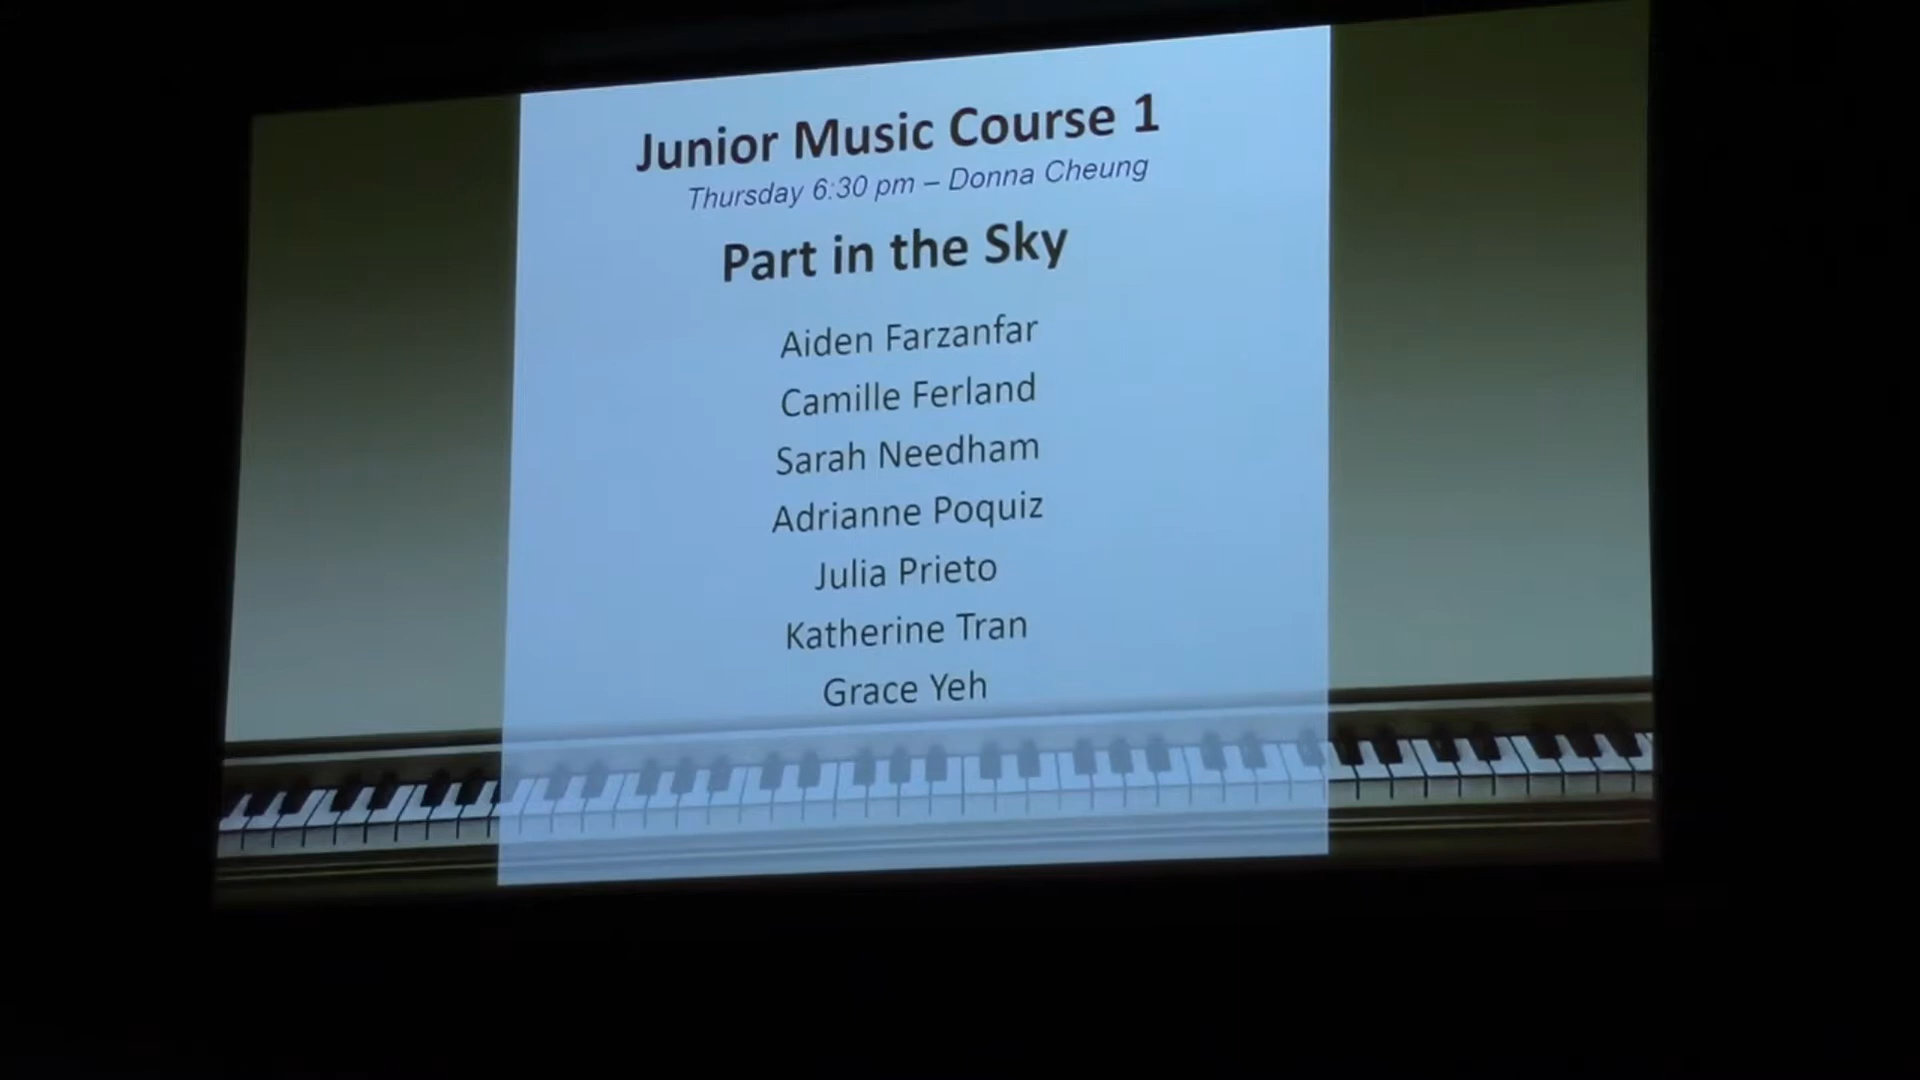 Junior Music Course 1
Thursday 6:30 pm – Donna Cheung
Part in the Sky
Aiden Farzanfar
Camille Ferland
Sarah Needham
Adrianne Poquiz
Julia Prieto
Katherine Tran
Grace Yeh